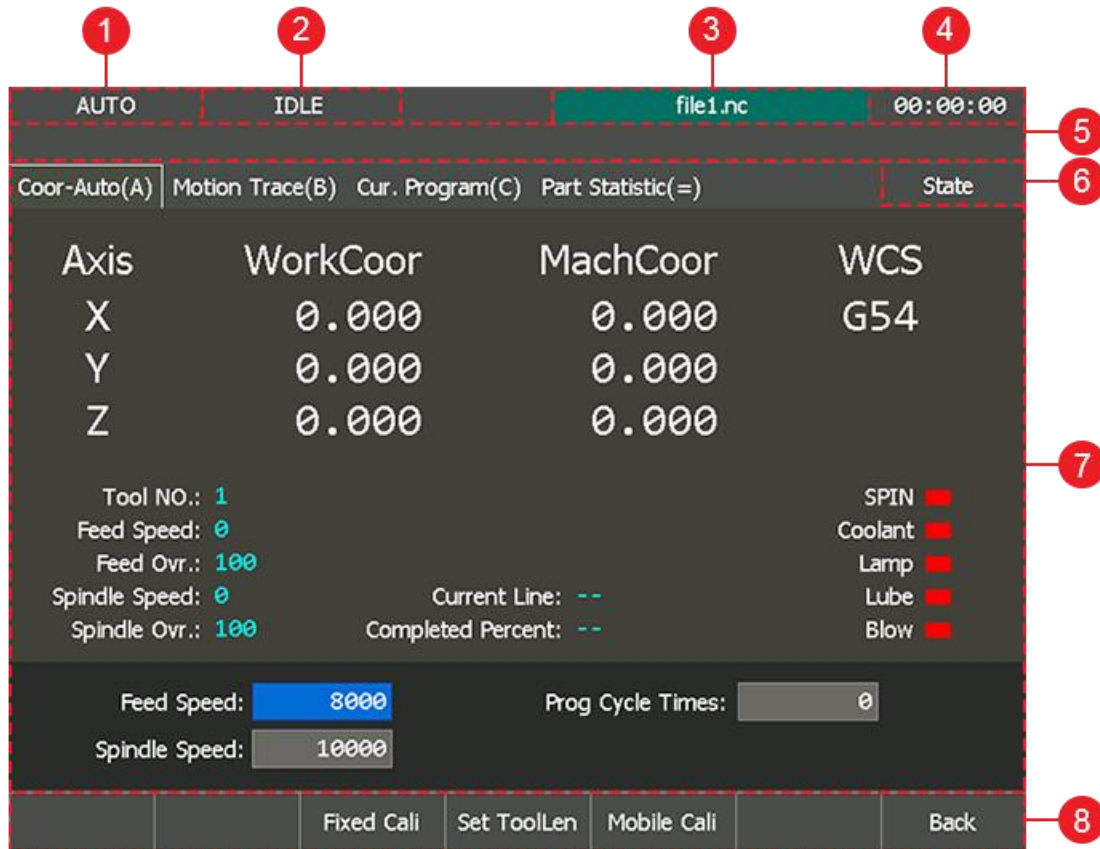 1 2 3 4
AUTO IDLE file1.nc 00:00:00
5
Coor-Auto(A) Motion Trace(B) Cur. Program(C) Part Statistic(=) State 6
Axis WorkCoor MachCoor WCS
X 0.000 0.000 G54
Y 0.000 0.000
Z 0.000 0.000
7
Tool NO.: 1 SPIN
Feed Speed: 0 Coolant
Feed Ovr.: 100 Lamp
Spindle Speed: 0 Current Line: -- Lube
Spindle Ovr.: 100 Completed Percent: -- Blow
Feed Speed: 8000 Prog Cycle Times: 0
Spindle Speed: 10000
Fixed Cali Set ToolLen Mobile Cali Back 8